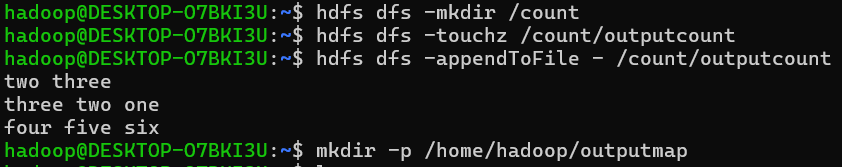 hadoop@DESKTOP-O7BKI3U:~$ hdfs dfs -mkdir /count
hadoop@DESKTOP-O7BKI3U:~$ hdfs dfs -touchz /count/outputcount
hadoop@DESKTOP-O7BKI3U:~$ hdfs dfs -appendToFile - /count/outputcount
two three
three two one
four five six
hadoop@DESKTOP-O7BKI3U:~$ mkdir -p /home/hadoop/outputmap